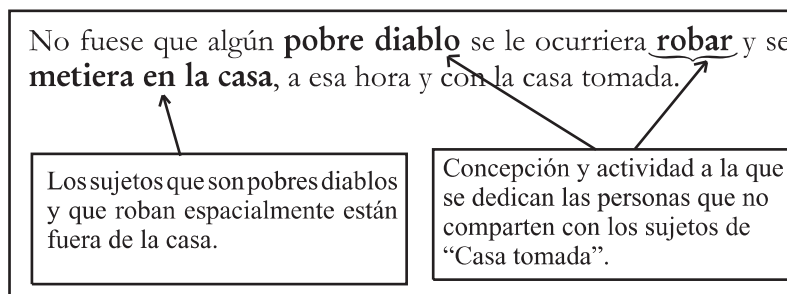 No fuese que algún pobre diablo se le ocurriera robar y se
metiera en la casa, a esa hora y con la casa tomada.
Los sujetos que son pobres diablos
y que roban espacialmente están
fuera de la casa.
Concepción y actividad a la que
se dedican las personas que no
comparten con los sujetos de
“Casa tomada”.